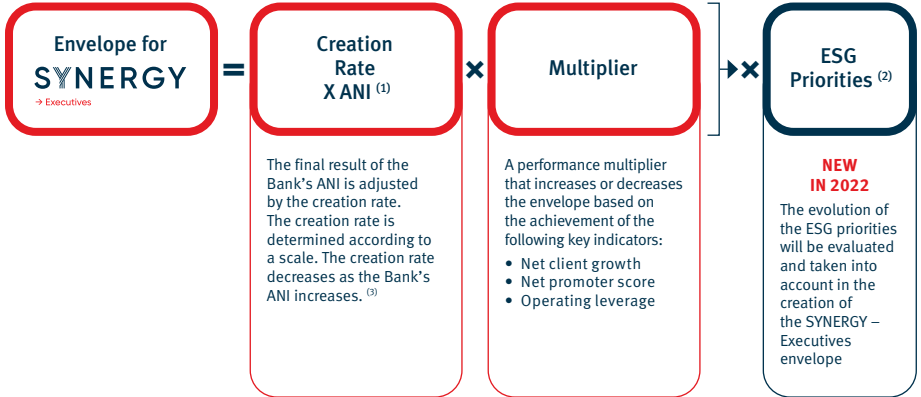 Envelope for
SYNERGY
→ Executives
=
Creation
Rate
X ANI (1)
×
Multiplier
×
ESG
Priorities (2)
The final result of the
Bank’s ANI is adjusted
by the creation rate.
The creation rate is
determined according to
a scale. The creation rate
decreases as the Bank’s
ANI increases. (3)
A performance multiplier
that increases or decreases
the envelope based on
the achievement of the
following key indicators:
• Net client growth
• Net promoter score
• Operating leverage
NEW
IN 2022
The evolution of
the ESG priorities
will be evaluated
and taken into
account in the
creation of
the SYNERGY –
Executives
envelope